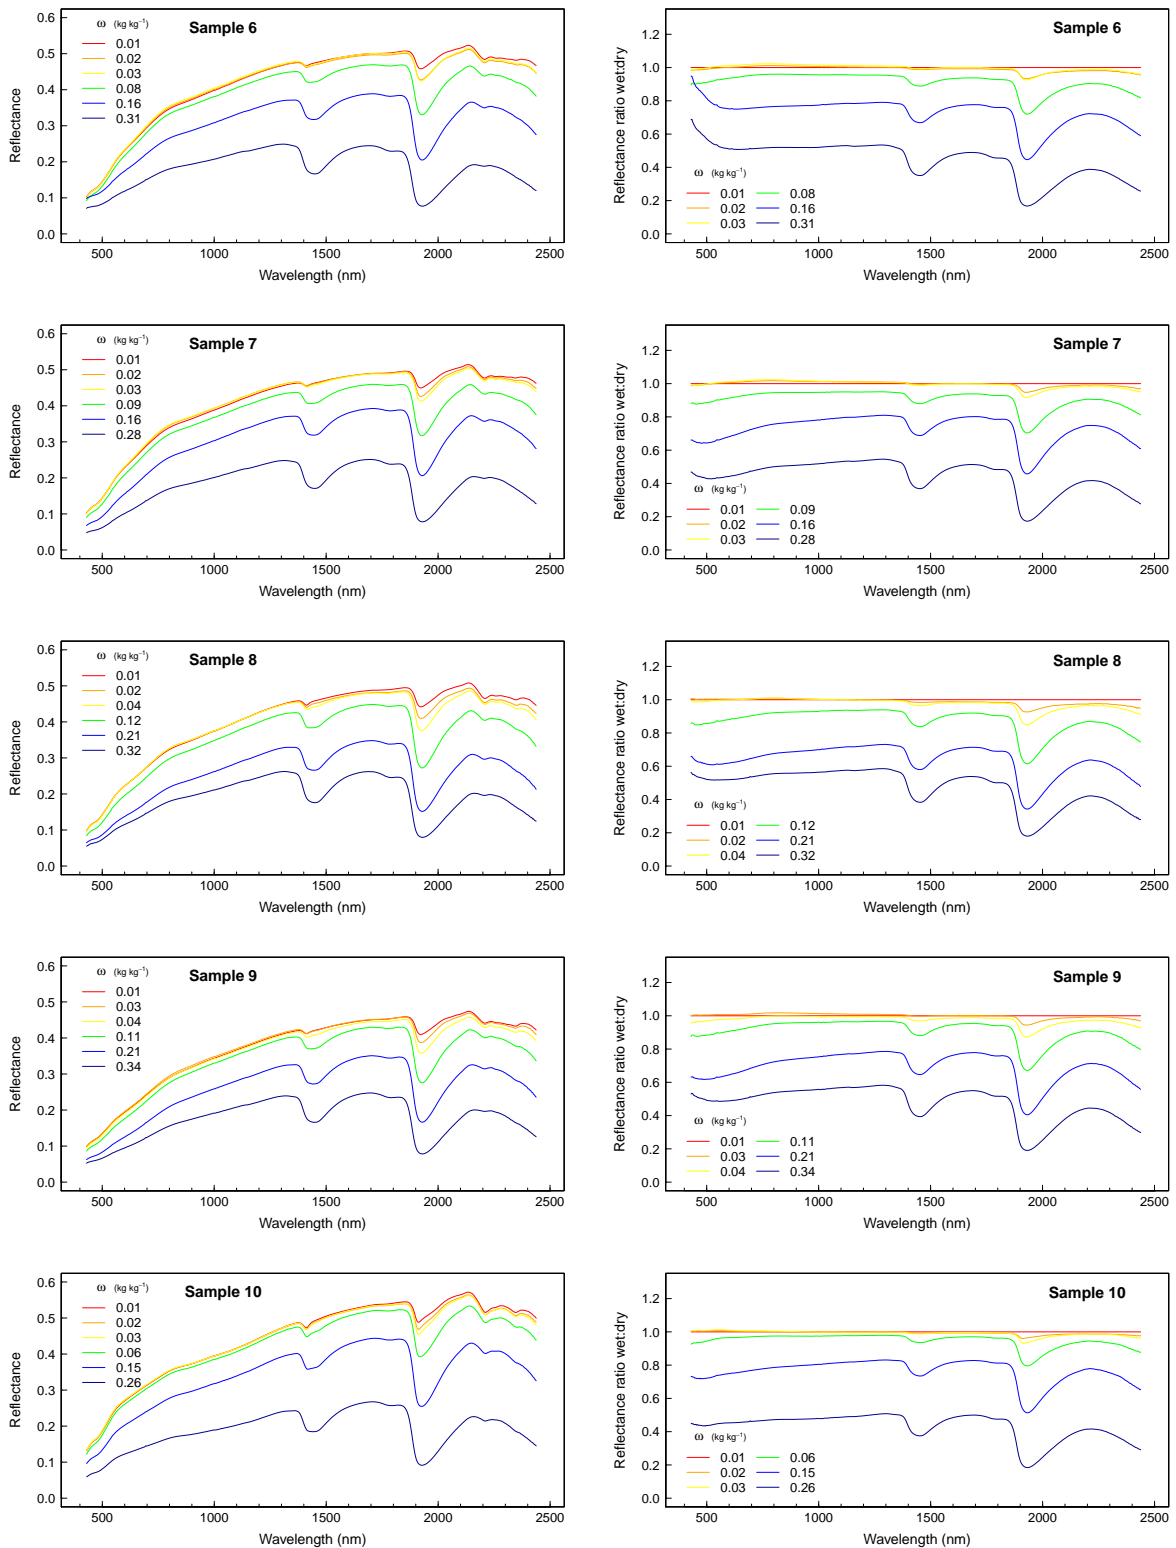 Sample 6
ω (kg kg⁻¹)
0.01
0.02
0.03
0.08
0.16
0.31
Reflectance
0.6
0.5
0.4
0.3
0.2
0.1
0.0
500 1000 1500 2000 2500
Wavelength (nm)
Sample 6
Reflectance ratio wet:dry
1.2
1.0
0.8
0.6
0.4
0.2
0.0
ω (kg kg⁻¹)
0.01 0.08
0.02 0.16
0.03 0.31
500 1000 1500 2000 2500
Wavelength (nm)
Sample 7
ω (kg kg⁻¹)
0.01
0.02
0.03
0.09
0.16
0.28
Reflectance
0.6
0.5
0.4
0.3
0.2
0.1
0.0
500 1000 1500 2000 2500
Wavelength (nm)
Sample 7
Reflectance ratio wet:dry
1.2
1.0
0.8
0.6
0.4
0.2
0.0
ω (kg kg⁻¹)
0.01 0.09
0.02 0.16
0.03 0.28
500 1000 1500 2000 2500
Wavelength (nm)
Sample 8
ω (kg kg⁻¹)
0.01
0.02
0.04
0.12
0.21
0.32
Reflectance
0.6
0.5
0.4
0.3
0.2
0.1
0.0
500 1000 1500 2000 2500
Wavelength (nm)
Sample 8
Reflectance ratio wet:dry
1.2
1.0
0.8
0.6
0.4
0.2
0.0
ω (kg kg⁻¹)
0.01 0.12
0.02 0.21
0.04 0.32
500 1000 1500 2000 2500
Wavelength (nm)
Sample 9
ω (kg kg⁻¹)
0.01
0.03
0.04
0.11
0.21
0.34
Reflectance
0.6
0.5
0.4
0.3
0.2
0.1
0.0
500 1000 1500 2000 2500
Wavelength (nm)
Sample 9
Reflectance ratio wet:dry
1.2
1.0
0.8
0.6
0.4
0.2
0.0
ω (kg kg⁻¹)
0.01 0.11
0.03 0.21
0.04 0.34
500 1000 1500 2000 2500
Wavelength (nm)
Sample 10
ω (kg kg⁻¹)
0.01
0.02
0.03
0.06
0.15
0.26
Reflectance
0.6
0.5
0.4
0.3
0.2
0.1
0.0
500 1000 1500 2000 2500
Wavelength (nm)
Sample 10
Reflectance ratio wet:dry
1.2
1.0
0.8
0.6
0.4
0.2
0.0
ω (kg kg⁻¹)
0.01 0.06
0.02 0.15
0.03 0.26
500 1000 1500 2000 2500
Wavelength (nm)